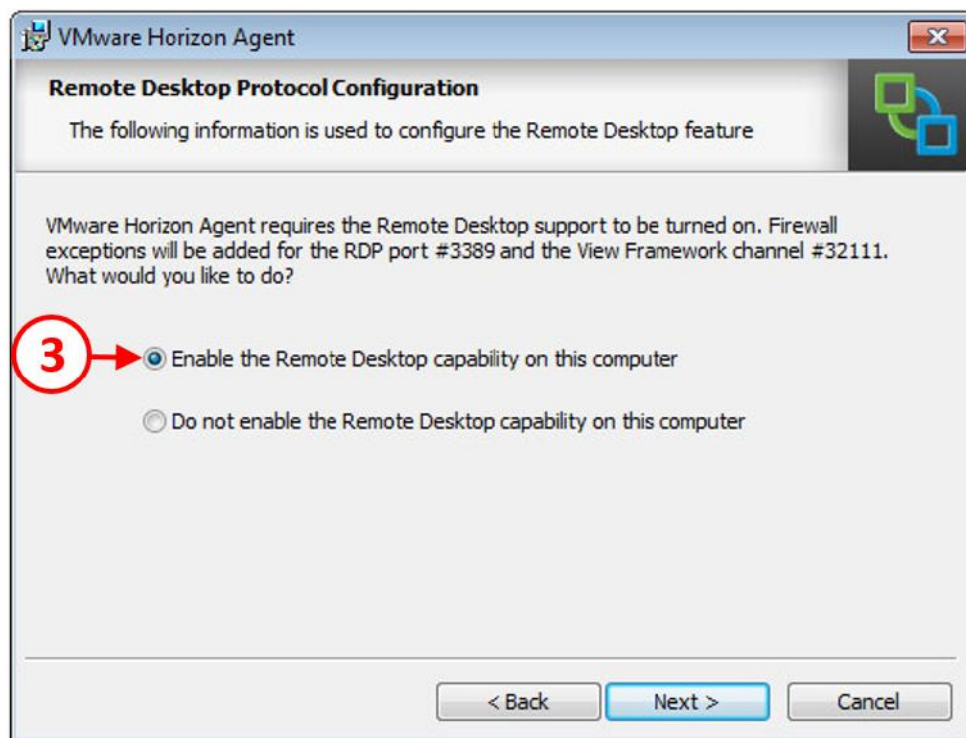 VMware Horizon Agent
Remote Desktop Protocol Configuration
The following information is used to configure the Remote Desktop feature
VMware Horizon Agent requires the Remote Desktop support to be turned on. Firewall
exceptions will be added for the RDP port #3389 and the View Framework channel #32111.
What would you like to do?
3
Enable the Remote Desktop capability on this computer
Do not enable the Remote Desktop capability on this computer
< Back Next > Cancel